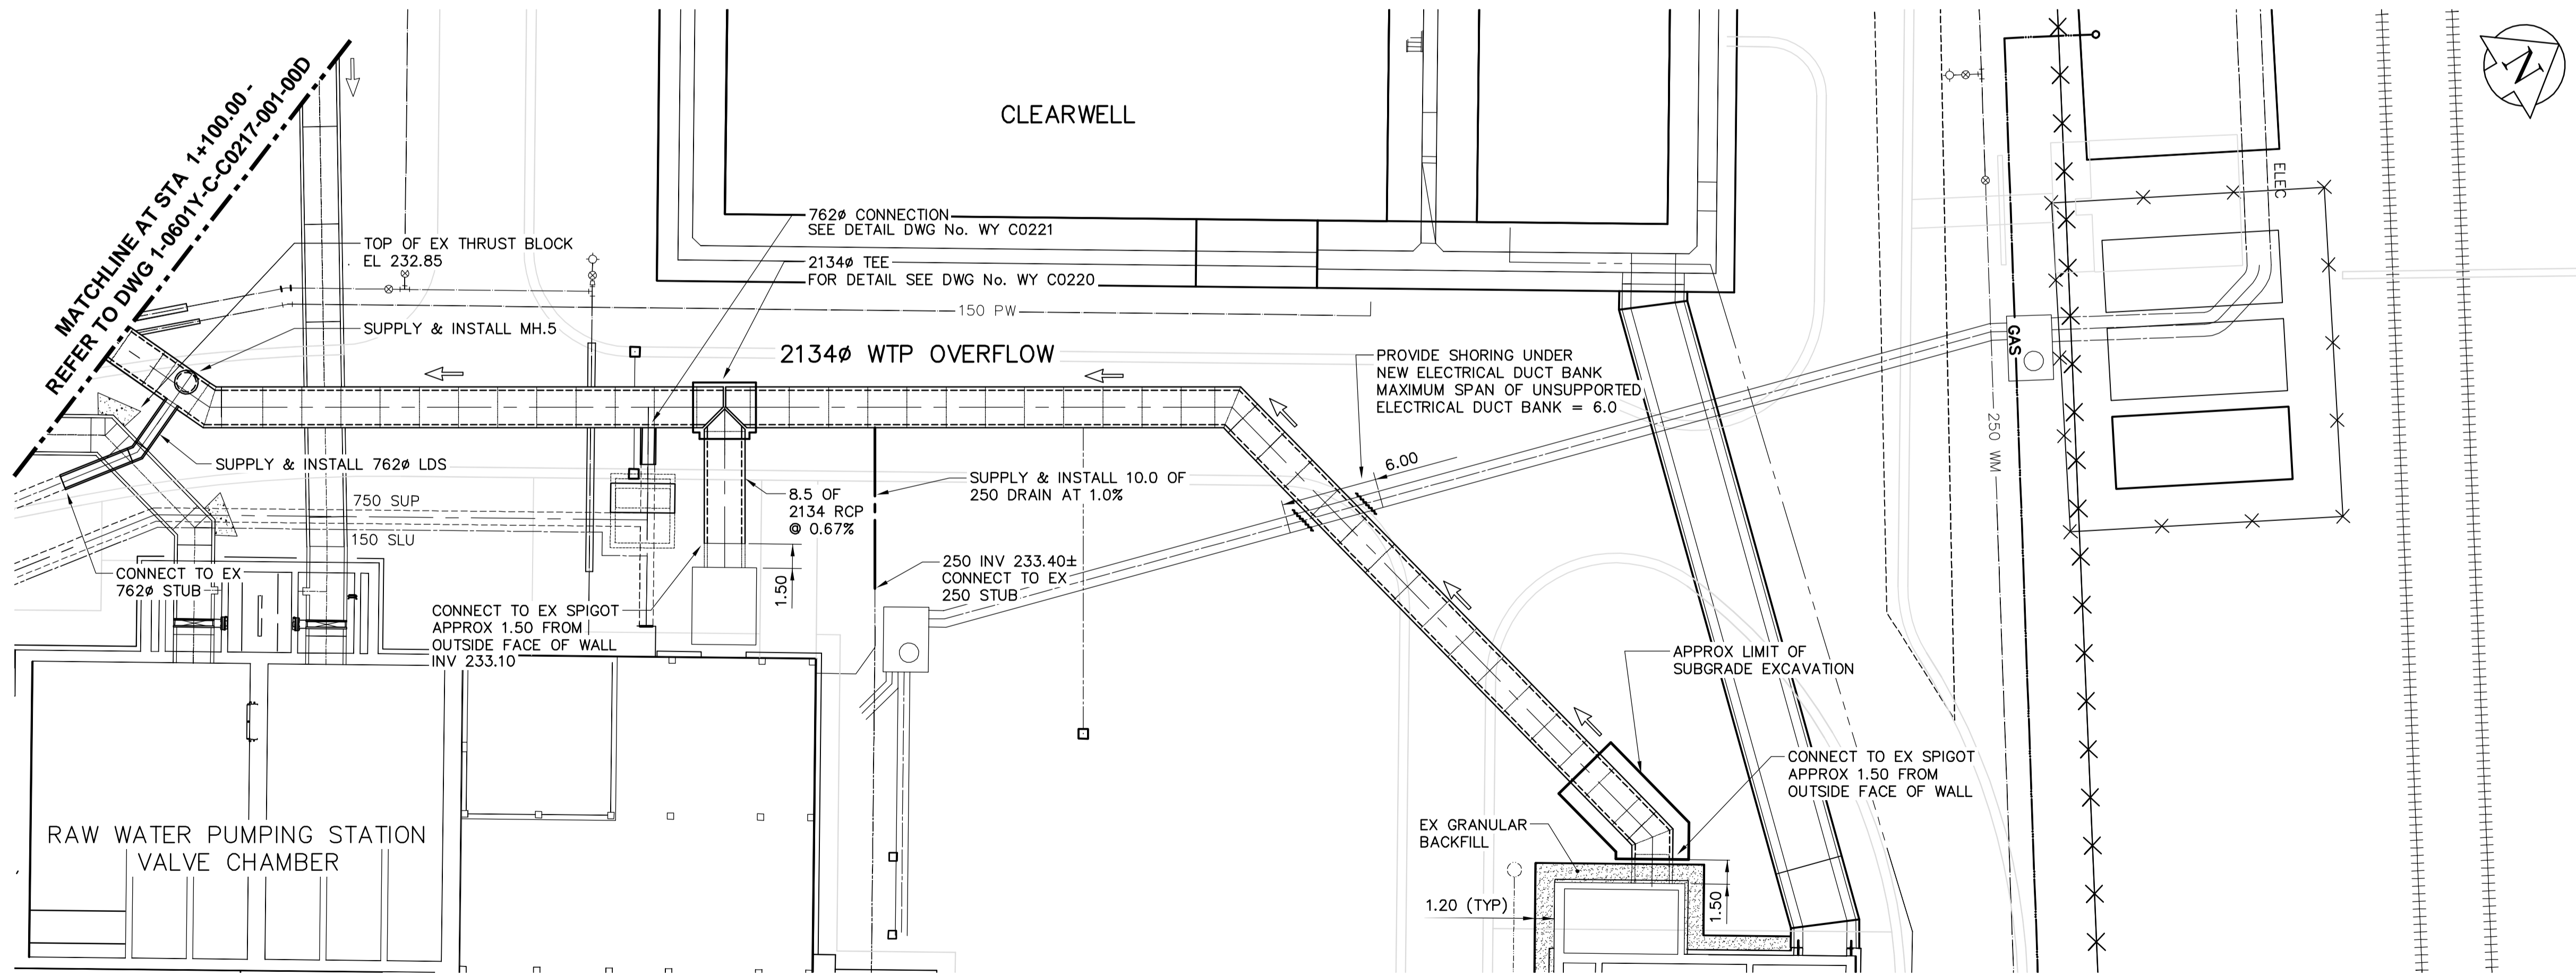 MATCHLINE AT STA 1+100.00 -
REFER TO DWG 1-0601Y-C-C0217-001-00D
CLEARWELL
N
762ø CONNECTION
SEE DETAIL DWG No. WY C0221
2134ø TEE
FOR DETAIL SEE DWG No. WY C0220
TOP OF EX THRUST BLOCK
EL 232.85
150 PW
SUPPLY & INSTALL MH.5
2134ø WTP OVERFLOW
PROVIDE SHORING UNDER
NEW ELECTRICAL DUCT BANK
MAXIMUM SPAN OF UNSUPPORTED
ELECTRICAL DUCT BANK = 6.0
6.00
ELEC
GAS
250 WM
SUPPLY & INSTALL 762ø LDS
750 SUP
150 SLU
8.5 OF
2134 RCP
@ 0.67%
SUPPLY & INSTALL 10.0 OF
250 DRAIN AT 1.0%
250 INV 233.40±
CONNECT TO EX
250 STUB
1.50
CONNECT TO EX
762ø STUB
CONNECT TO EX SPIGOT
APPROX 1.50 FROM
OUTSIDE FACE OF WALL
INV 233.10
APPROX LIMIT OF
SUBGRADE EXCAVATION
CONNECT TO EX SPIGOT
APPROX 1.50 FROM
OUTSIDE FACE OF WALL
EX GRANULAR
BACKFILL
1.20 (TYP)
1.50
RAW WATER PUMPING STATION
VALVE CHAMBER